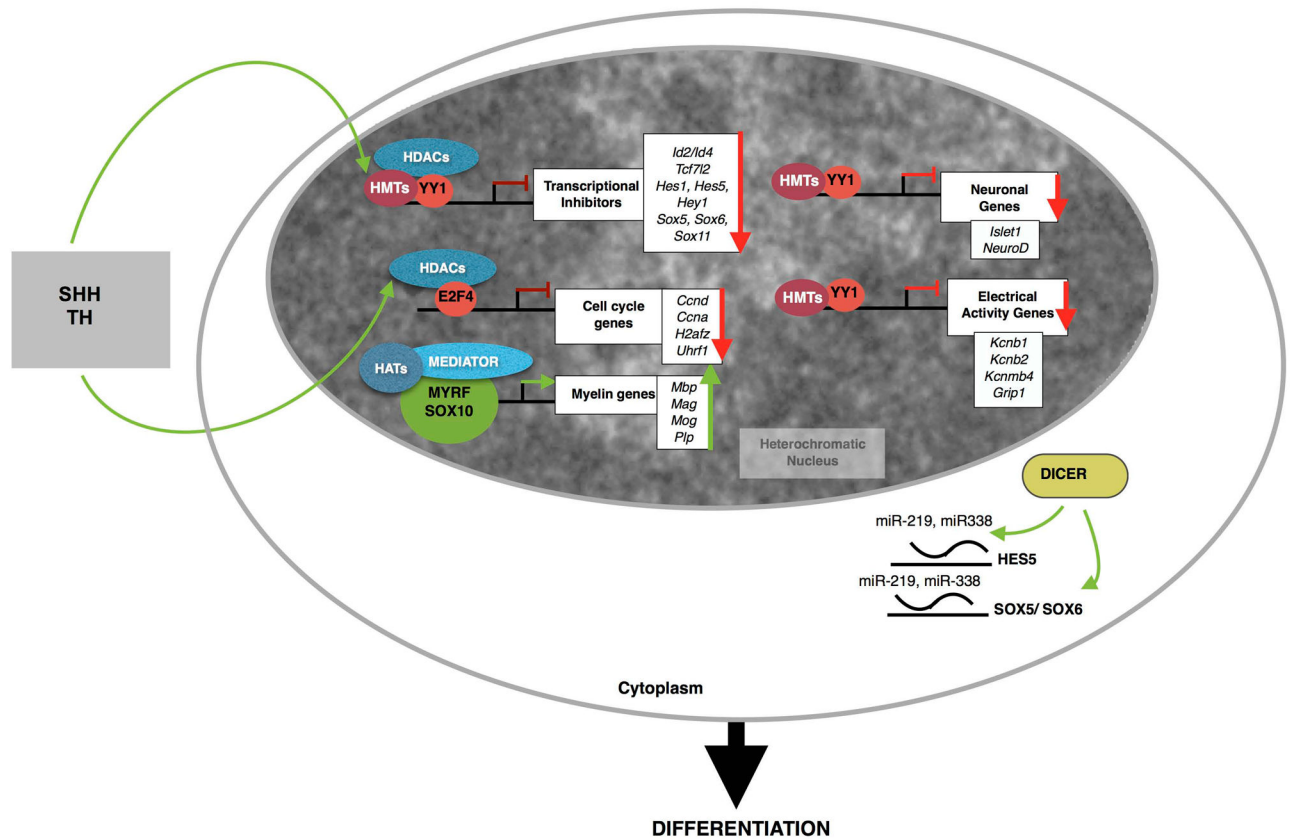 SHH
TH
HDACs
HMTs
YY1
Transcriptional
Inhibitors
Id2/Id4
Tcf7l2
Hes1, Hes5,
Hey1
Sox5, Sox6,
Sox11
HDACs
E2F4
Cell cycle
genes
Ccnd
Ccna
H2afz
Uhrf1
HATs
MEDIATOR
MYRF
SOX10
Myelin genes
Mbp
Mag
Mog
Plp
HMTs
YY1
Neuronal
Genes
Islet1
NeuroD
HMTs
YY1
Electrical
Activity Genes
Kcnb1
Kcnb2
Kcnmb4
Grip1
Heterochromatic
Nucleus
DICER
miR-219, miR338
HES5
miR-219, miR-338
SOX5/ SOX6
Cytoplasm
DIFFERENTIATION